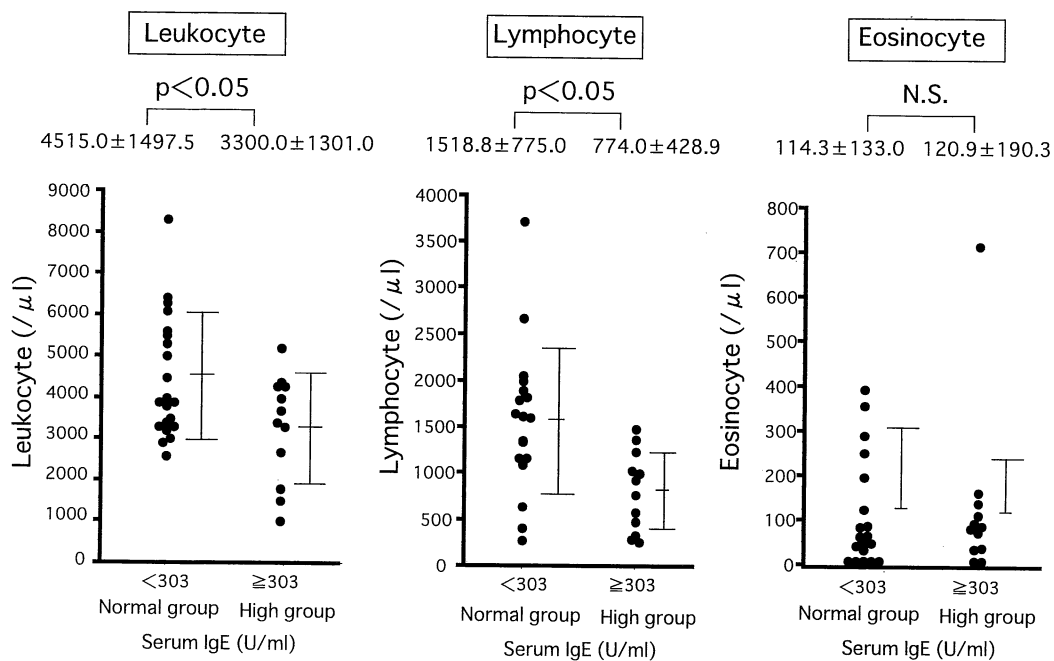 Leukocyte
p<0.05
4515.0±1497.5 3300.0±1301.0
9000
8000
7000
6000
5000
4000
3000
2000
1000
0
Leukocyte (/μl)
<303 ≧303
Normal group High group
Serum IgE (U/ml)
Lymphocyte
p<0.05
1518.8±775.0 774.0±428.9
4000
3500
3000
2500
2000
1500
1000
500
0
Lymphocyte (/μl)
<303 ≧303
Normal group High group
Serum IgE (U/ml)
Eosinocyte
N.S.
114.3±133.0 120.9±190.3
800
700
600
500
400
300
200
100
0
Eosinocyte (/μl)
<303 ≧303
Normal group High group
Serum IgE (U/ml)